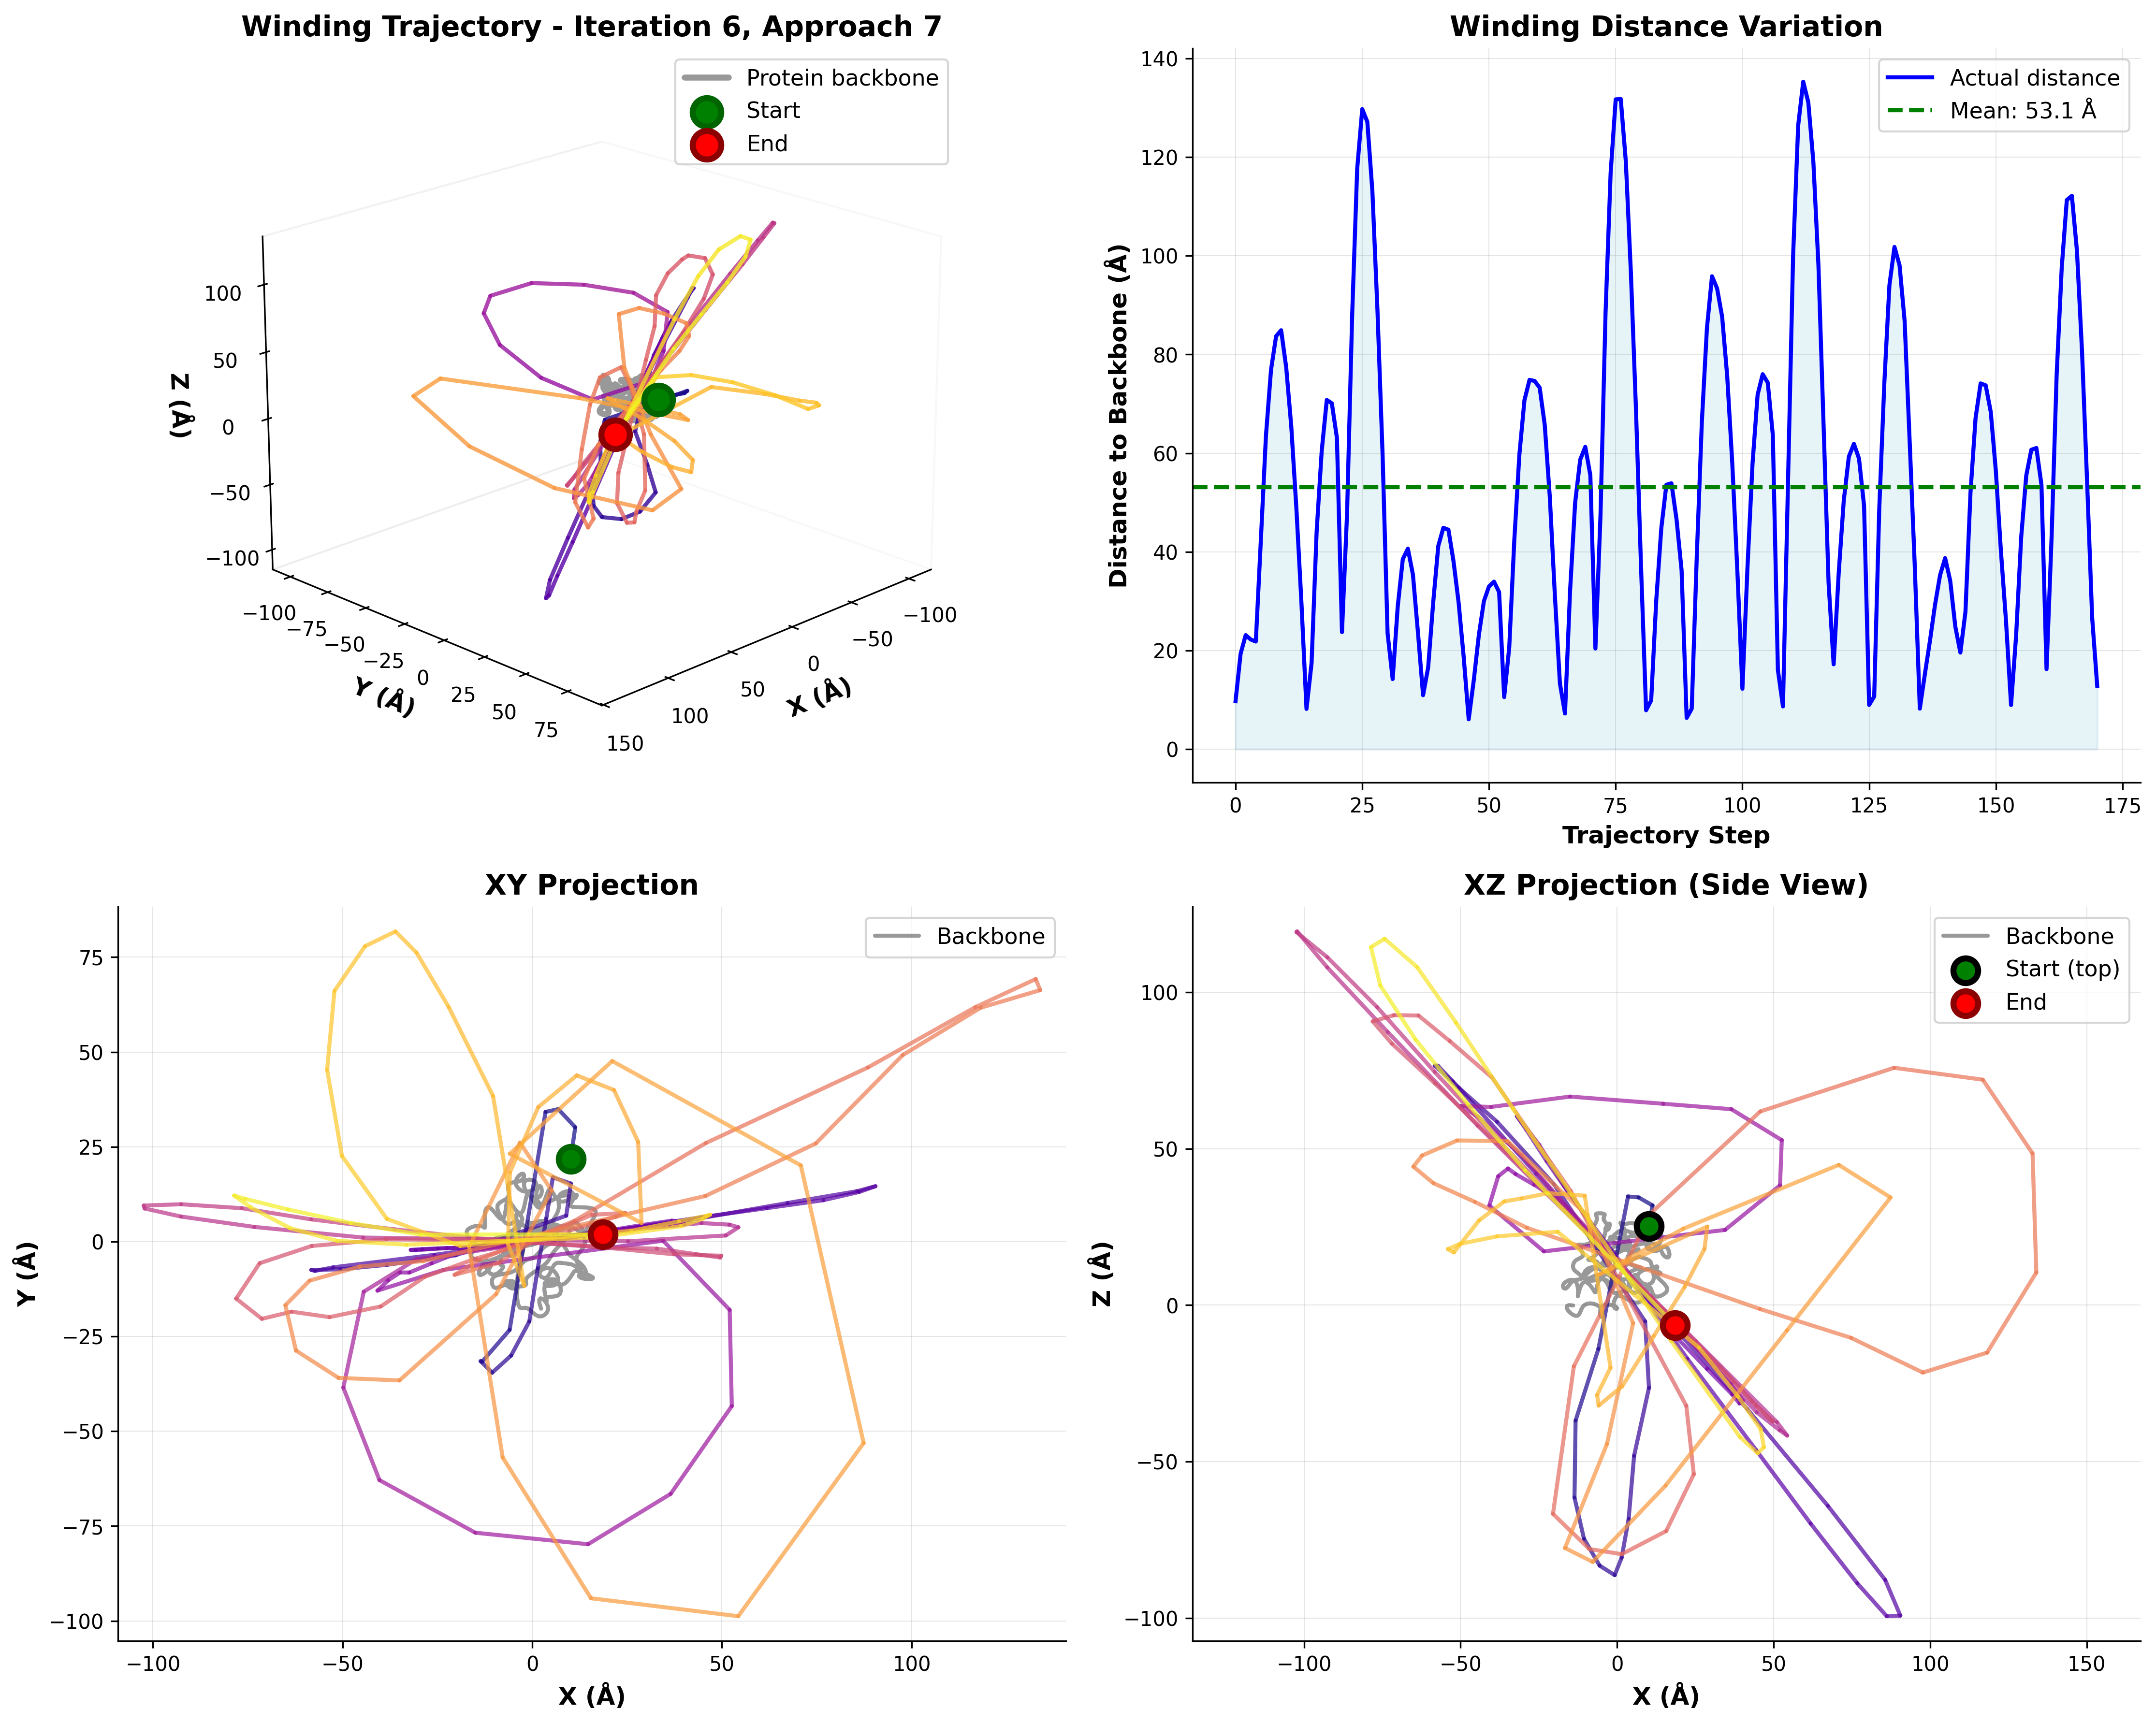 Winding Trajectory - Iteration 6, Approach 7
Protein backbone
Start
End
Z (Å)
100
50
0
−50
−100
−100
−75
−50
−25
0
25
50
75
Y (Å)
−100
−50
0
50
100
150
X (Å)
Winding Distance Variation
Actual distance
Mean: 53.1 Å
Distance to Backbone (Å)
140
120
100
80
60
40
20
0
0
25
50
75
100
125
150
175
Trajectory Step
XY Projection
Backbone
Y (Å)
75
50
25
0
−25
−50
−75
−100
−100
−50
0
50
100
X (Å)
XZ Projection (Side View)
Backbone
Start (top)
End
Z (Å)
100
50
0
−50
−100
−100
−50
0
50
100
150
X (Å)